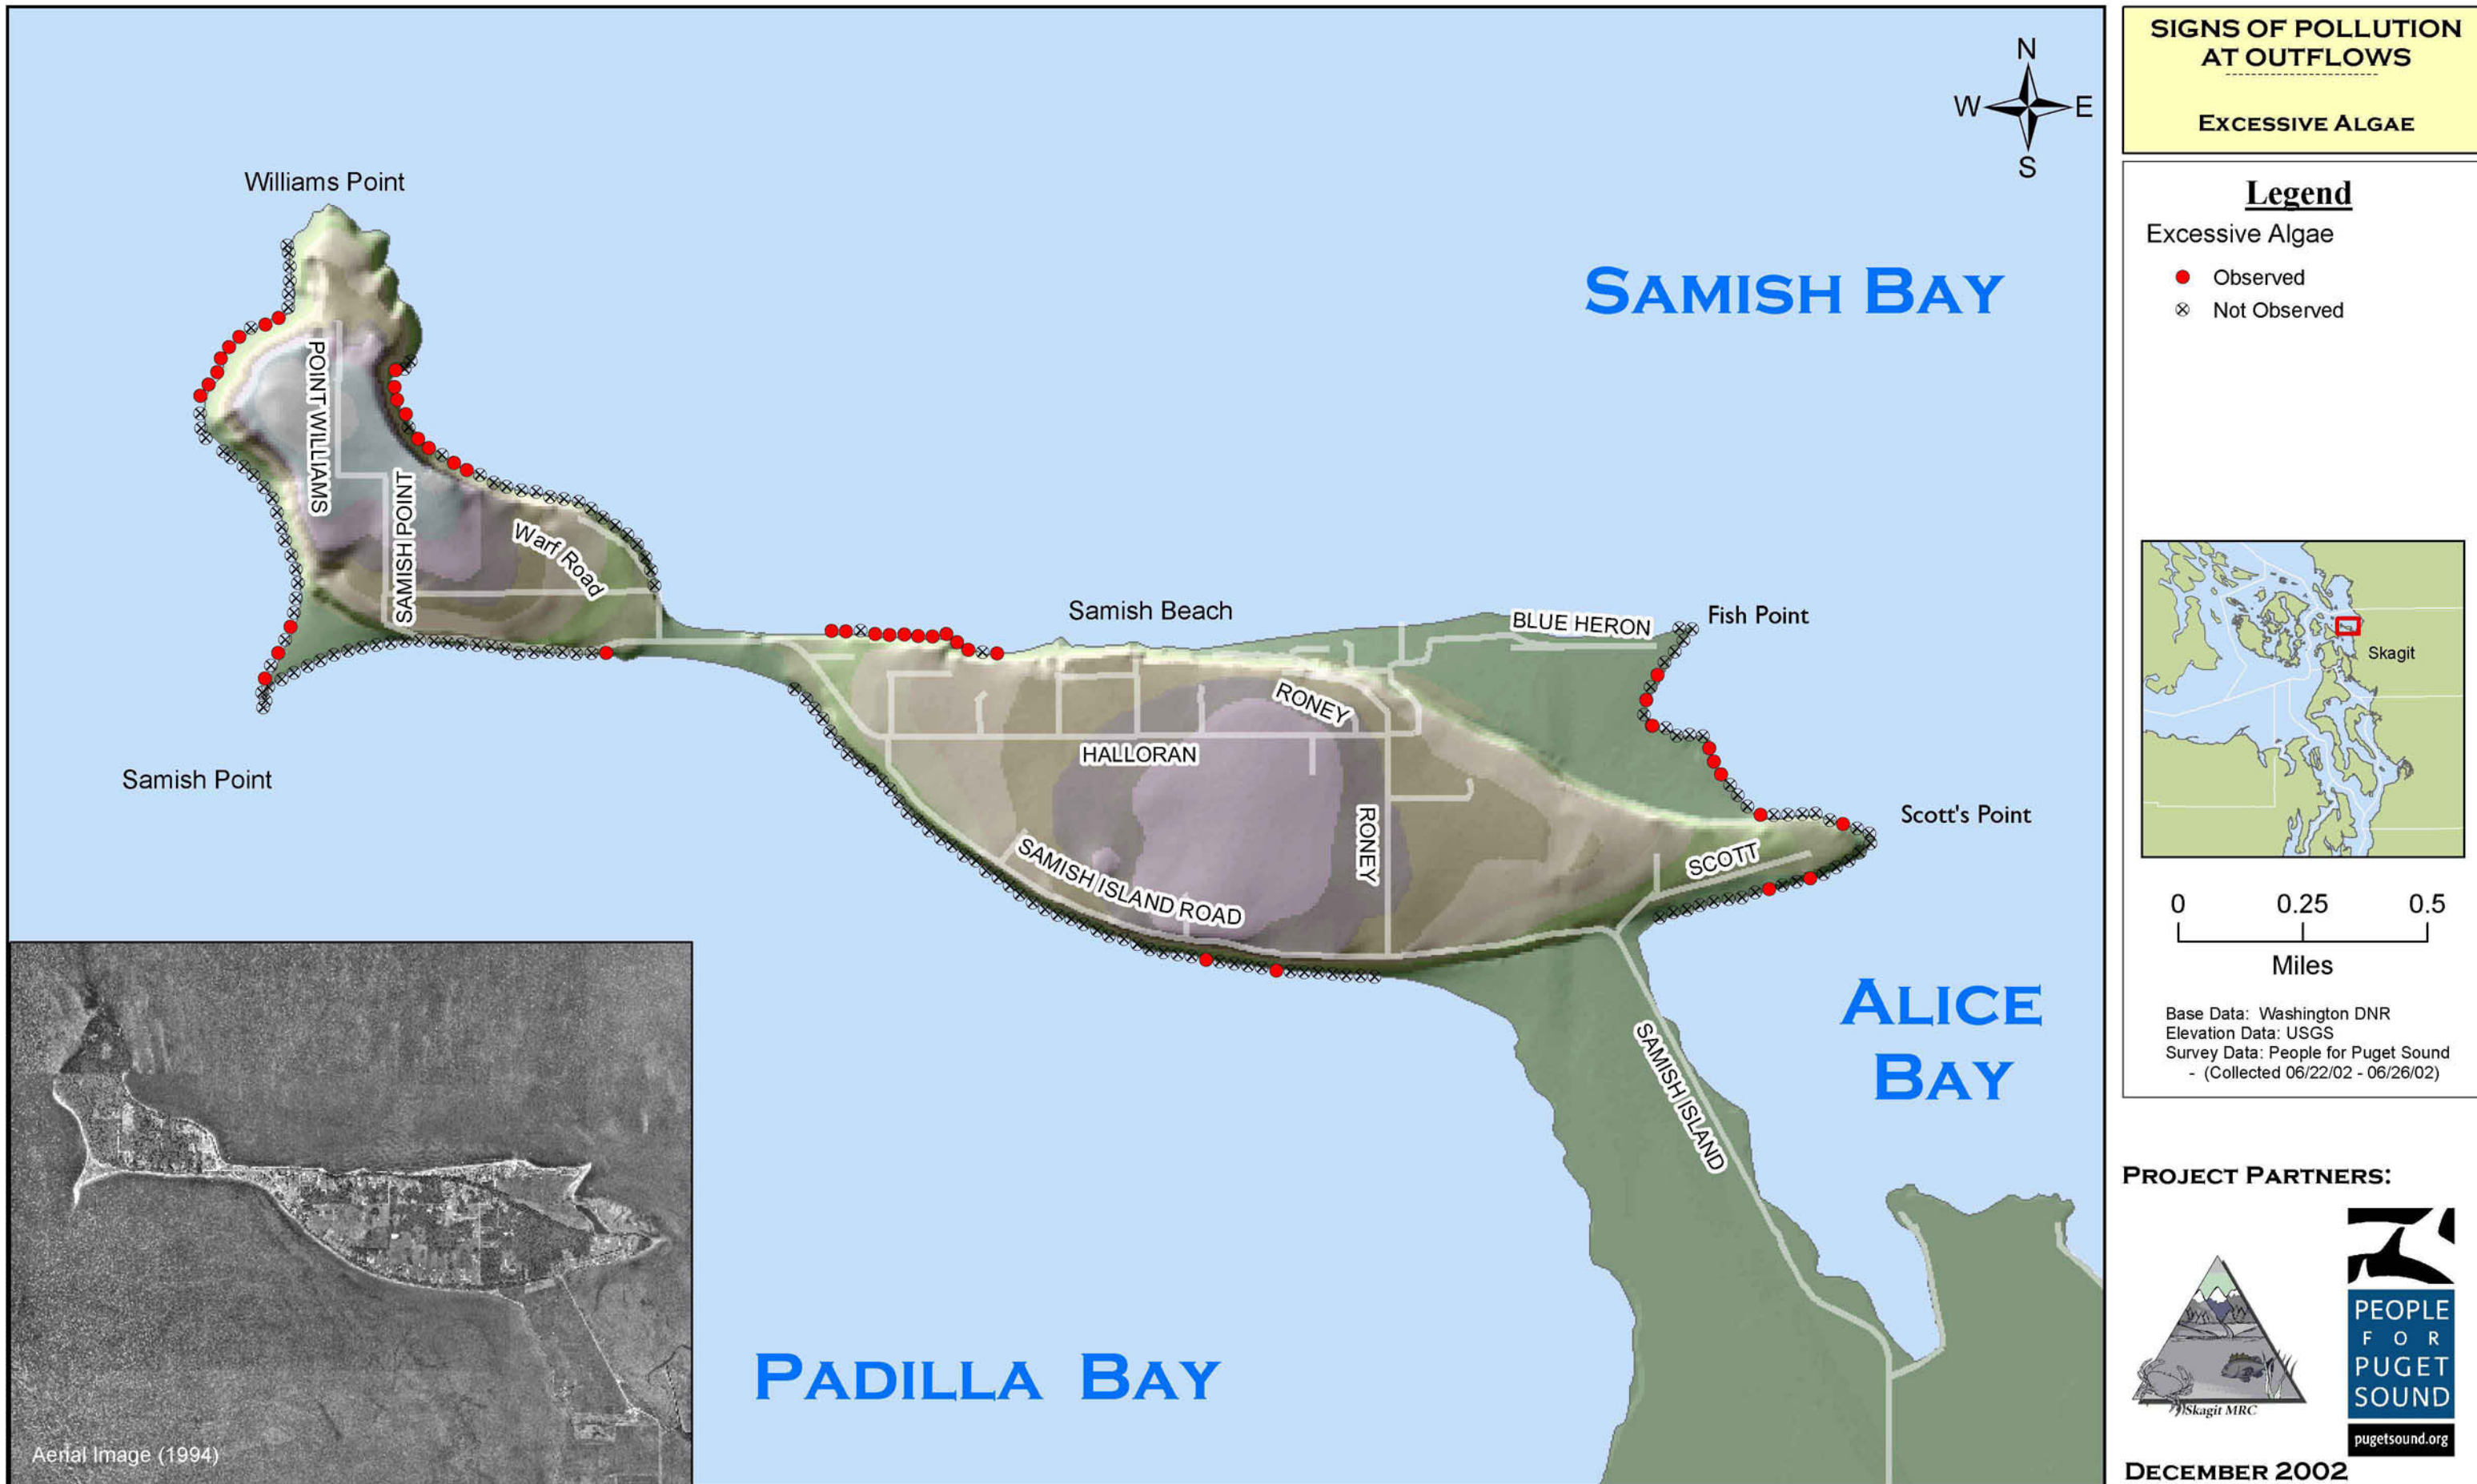 SIGNS OF POLLUTION
AT OUTFLOWS
EXCESSIVE ALGAE
Legend
Excessive Algae
Observed
Not Observed
N
W E
S
Williams Point
SAMISH BAY
POINT WILLIAMS
SAMISH POINT
Warf Road
Samish Beach
BLUE HERON
Fish Point
RONEY
HALLORAN
Samish Point
RONEY
Scott's Point
SCOTT
SAMISH ISLAND ROAD
ALICE
BAY
SAMISH ISLAND
PADILLA BAY
Aerial Image (1994)
Skagit
0 0.25 0.5
Miles
Base Data: Washington DNR
Elevation Data: USGS
Survey Data: People for Puget Sound
- (Collected 06/22/02 - 06/26/02)
PROJECT PARTNERS:
Skagit MRC
PEOPLE
FOR
PUGET
SOUND
pugetsound.org
DECEMBER 2002